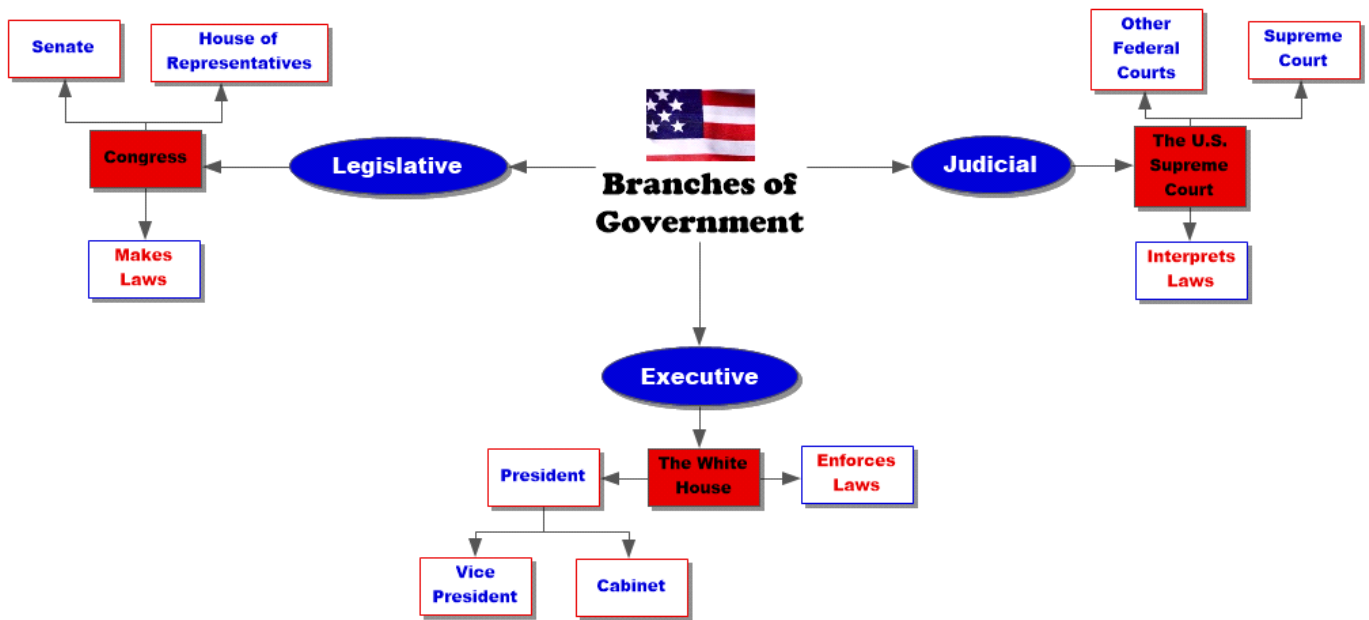 Senate
House of
Representatives
Other
Federal
Courts
Supreme
Court
Congress
Legislative
Branches of
Government
Judicial
The U.S.
Supreme
Court
Makes
Laws
Interprets
Laws
Executive
President
The White
House
Enforces
Laws
Vice
President
Cabinet